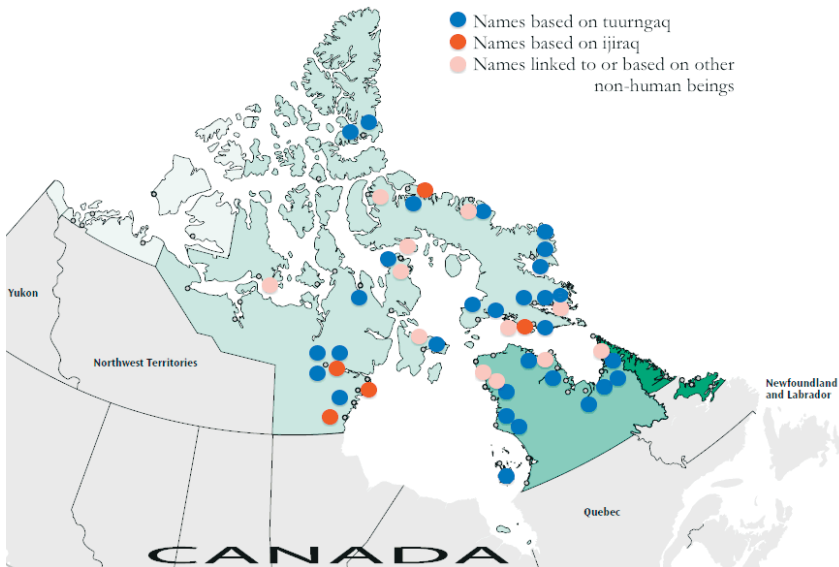 Names based on tuurngaq
Names based on ijiraq
Names linked to or based on other
non-human beings
Yukon
Northwest Territories
Newfoundland
and Labrador
Quebec
CANADA